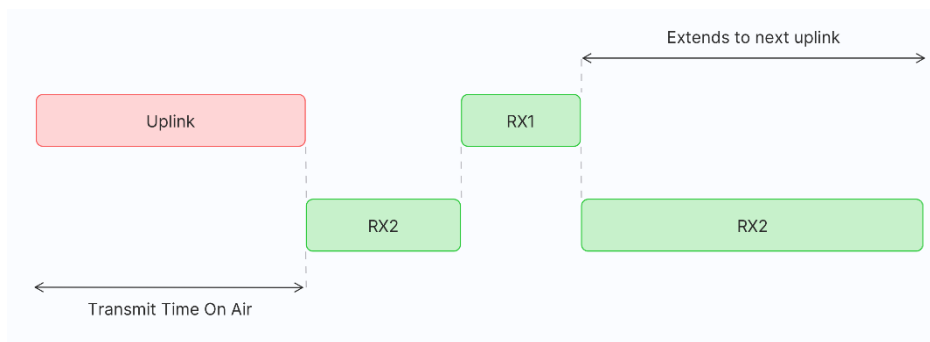 Extends to next uplink
Uplink
RX1
RX2
RX2
Transmit Time On Air